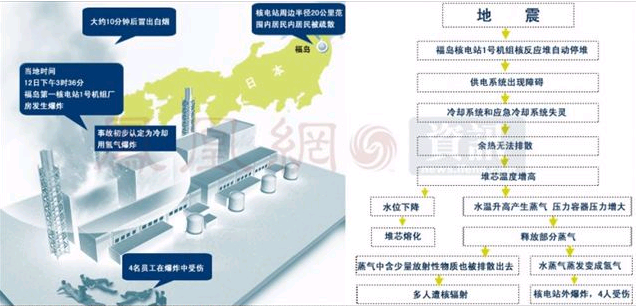 大约10分钟后冒出白烟
核电站周边半径20公里范
围内居民内居民被疏散
福岛
日本
当地时间
12日下午3时36分
福岛第一核电站1号机组厂
房发生爆炸
事故初步认定为冷却
用氢气爆炸
4名员工在爆炸中受伤
鳳凰網
資訊
地 震
福岛核电站1号机组核反应堆自动停堆
供电系统出现障碍
冷却系统和应急冷却系统失灵
余热无法排散
堆芯温度增高
水位下降
水温升高产生蒸气 压力容器压力增大
堆芯熔化
释放部分蒸气
蒸气中含少量放射性物质也被排散出去
水蒸气蒸发变成氢气
多人遭核辐射
核电站外爆炸，4人受伤